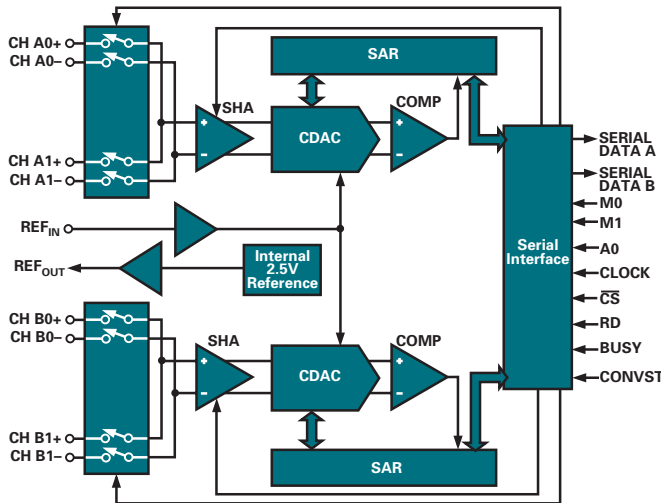 CH A0+
CH A0–
CH A1+
CH A1–
SHA
SAR
CDAC
COMP
REFIN
REFOUT
Internal
2.5V
Reference
Serial
Interface
SERIAL
DATA A
SERIAL
DATA B
M0
M1
A0
CLOCK
CS
RD
BUSY
CONVST
CH B0+
CH B0–
CH B1+
CH B1–
SHA
CDAC
COMP
SAR
+
–
+
–
+
–
+
–